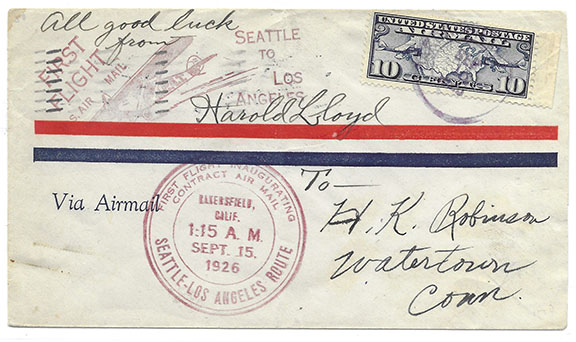 All good luck
from
FIRST
FLIGHT
U.S. AIR MAIL
SEATTLE
TO
LOS
ANGELES
UNITED STATES POSTAGE
AIR MAIL
10 CENTS 10
Harold Lloyd
Via Airmail
FIRST FLIGHT INAUGURATING
CONTRACT AIR MAIL
BAKERSFIELD,
CALIF.
1:15 A.M.
SEPT. 15.
1926
SEATTLE-LOS ANGELES ROUTE
To —
H. K. Robinson
Watertown
Conn.